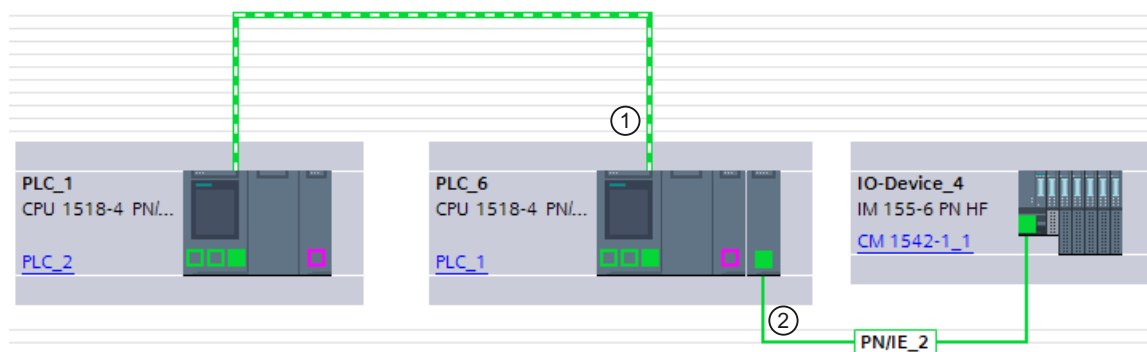 ①
PLC_1
CPU 1518-4 PN/...
PLC_2
PLC_6
CPU 1518-4 PN/...
PLC_1
IO-Device_4
IM 155-6 PN HF
CM 1542-1_1
②
PN/IE_2